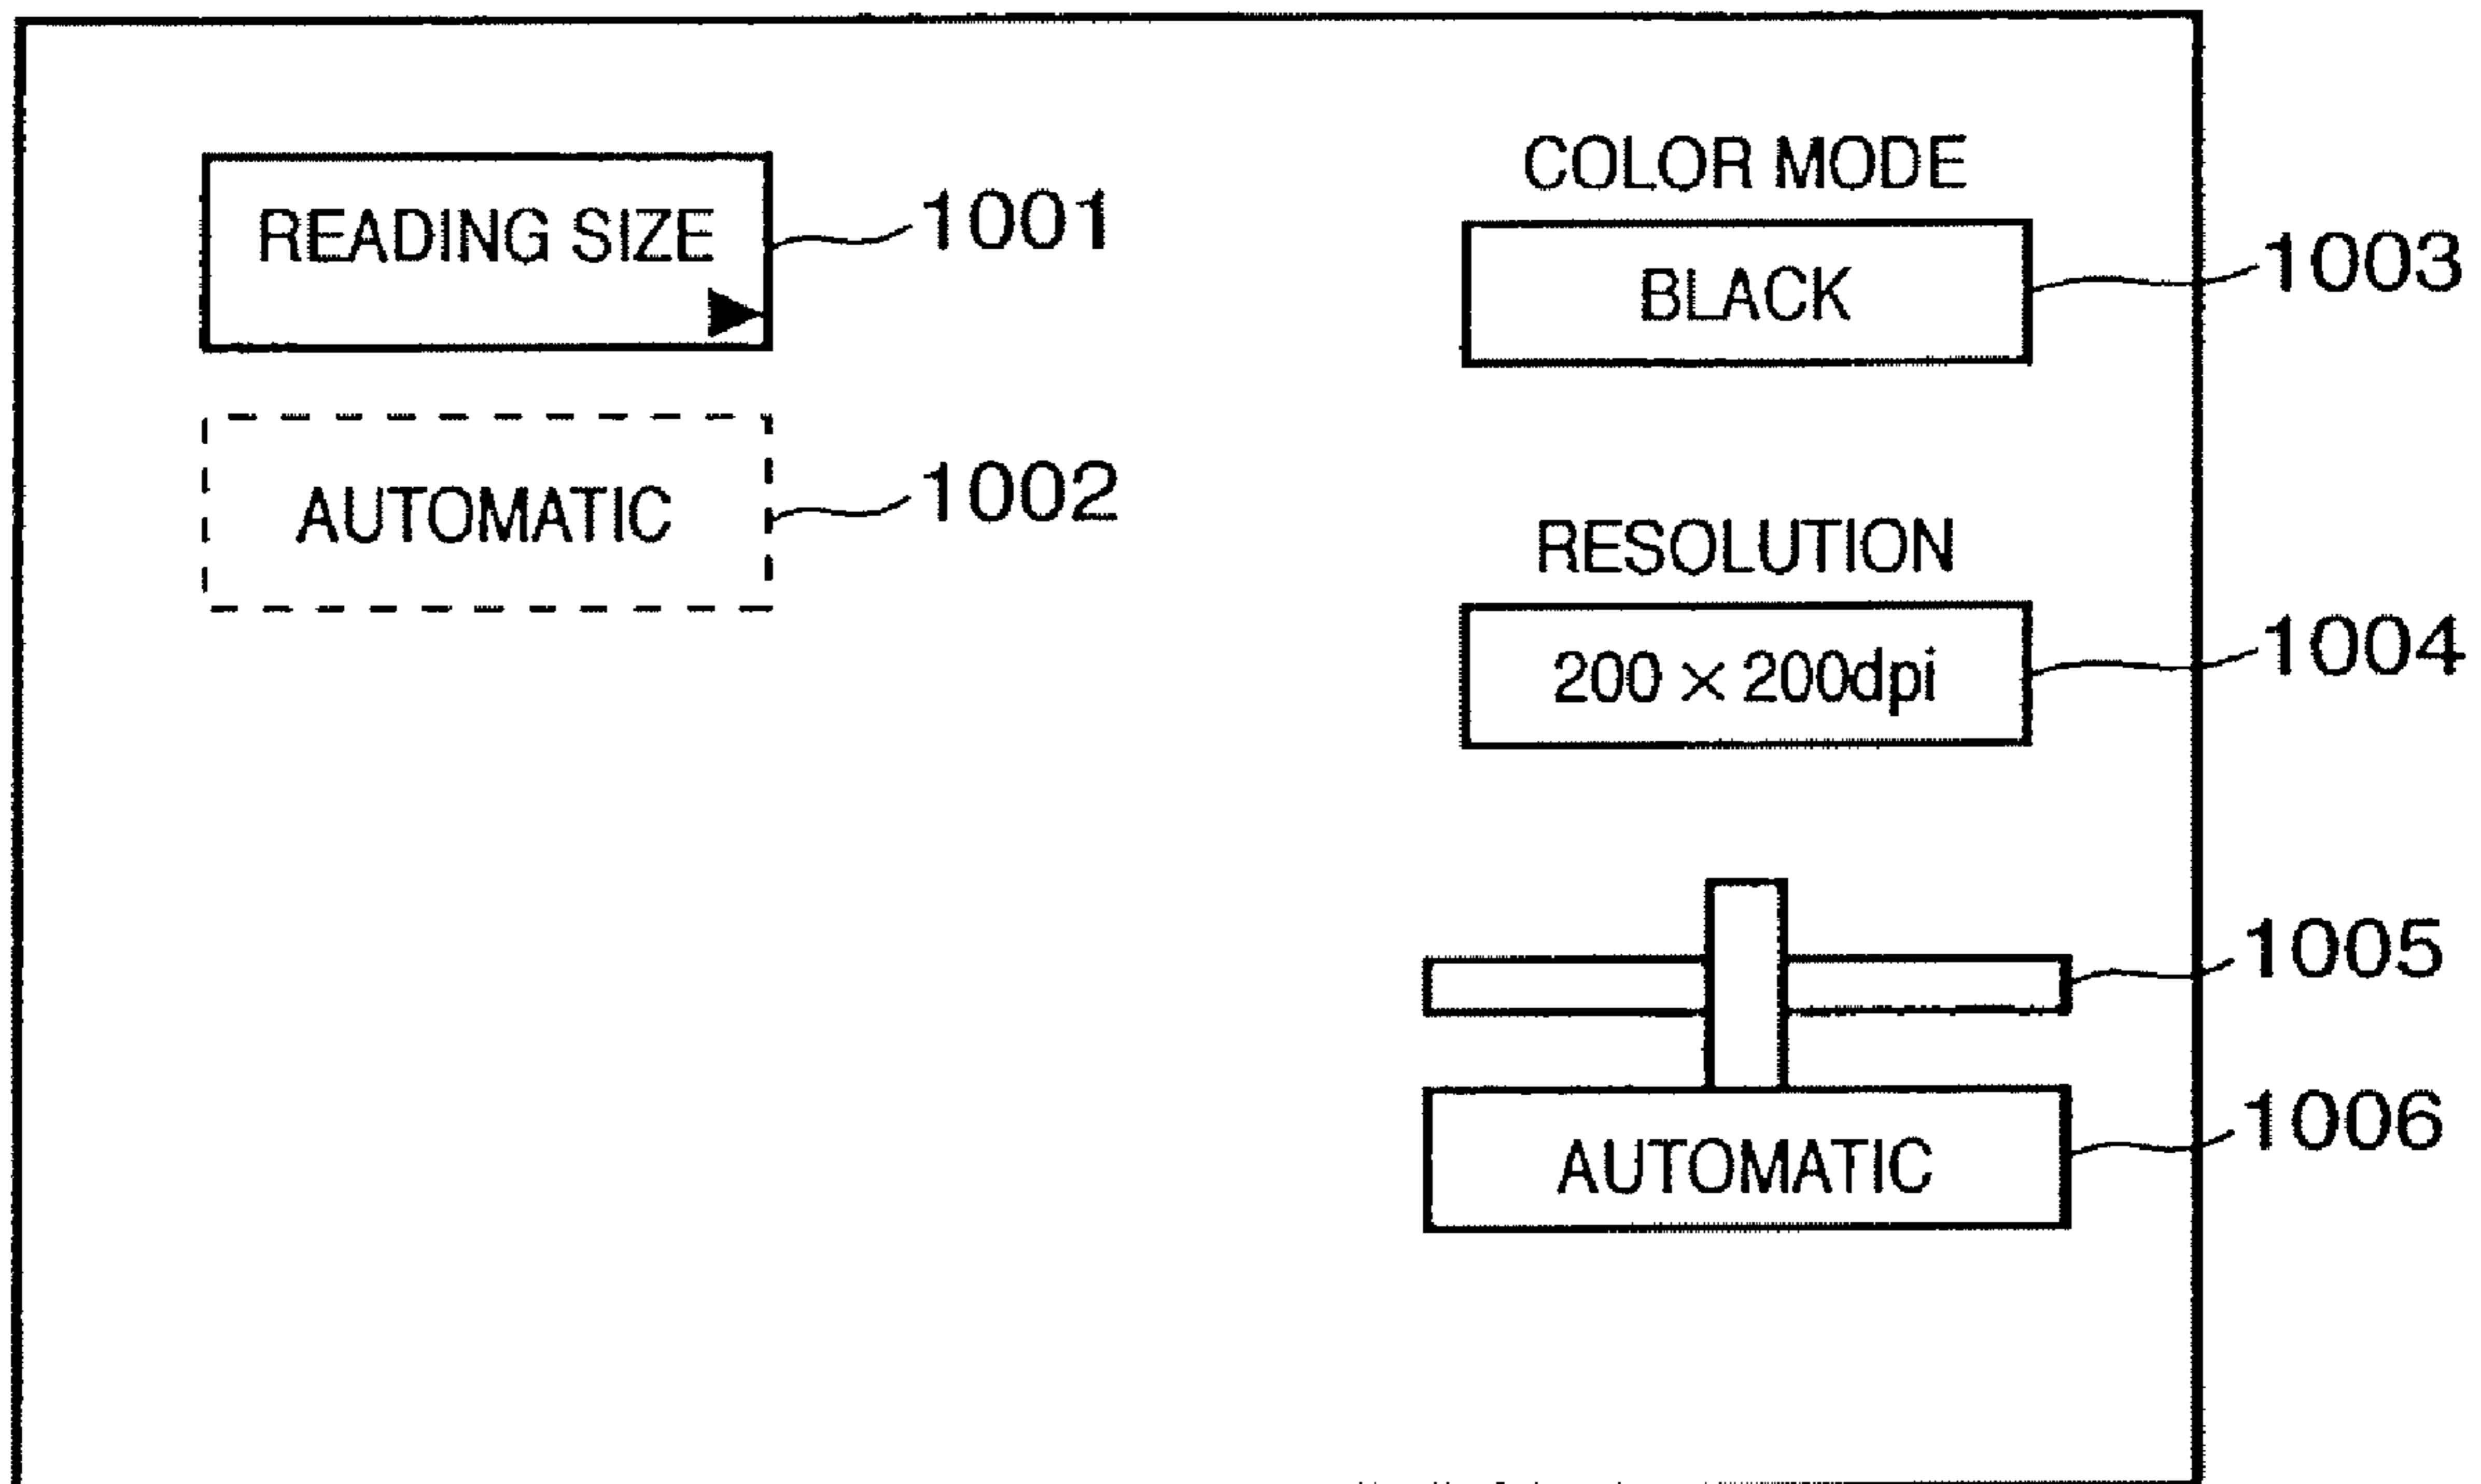 READING SIZE
1001
AUTOMATIC
1002
COLOR MODE
BLACK
1003
RESOLUTION
200 × 200dpi
1004
1005
AUTOMATIC
1006